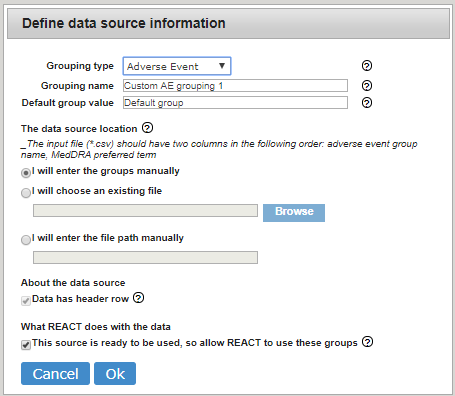 Define data source information
Grouping type Adverse Event ▼ ?
Grouping name Custom AE grouping 1 ?
Default group value Default group ?
The data source location ?
_The input file (*.csv) should have two columns in the following order: adverse event group
name, MedDRA preferred term
I will enter the groups manually
I will choose an existing file
Browse
I will enter the file path manually
About the data source
Data has header row ?
What REACT does with the data
This source is ready to be used, so allow REACT to use these groups ?
Cancel Ok